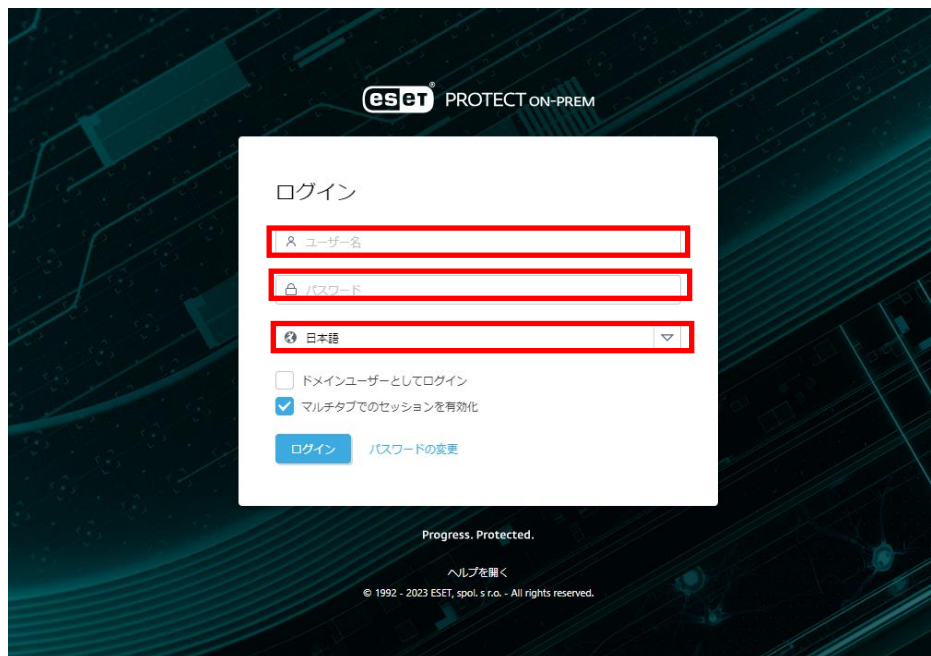 eset® PROTECT ON-PREM
ログイン
ユーザー名
パスワード
日本語
ドメインユーザーとしてログイン
マルチタブでのセッションを有効化
ログイン パスワードの変更
Progress. Protected.
ヘルプを開く
© 1992 - 2023 ESET, spol. s r.o. - All rights reserved.